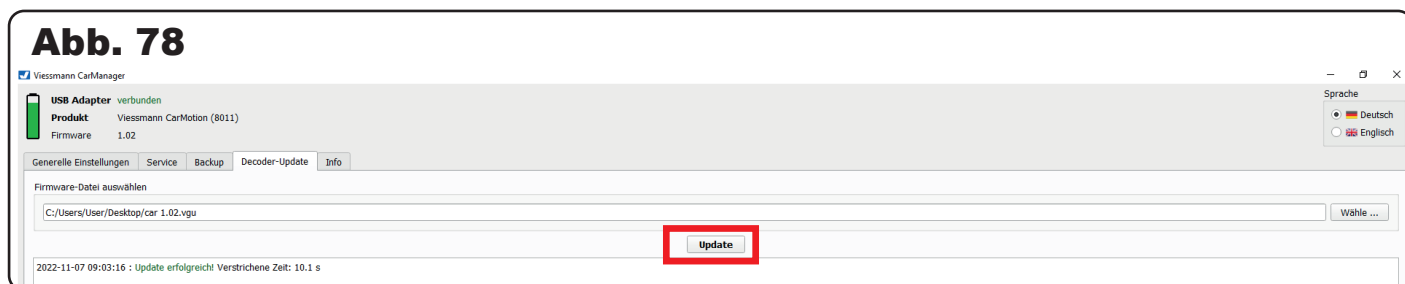 Abb. 78
Viessmann CarManager
USB Adapter verbunden
Sprache
Produkt Viessmann CarMotion (8011)
Deutsch
Firmware 1.02
Englisch
Generelle Einstellungen Service Backup Decoder-Update Info
Firmware-Datei auswählen
C:/Users/User/Desktop/car 1.02.vgu Wähle ...
Update
2022-11-07 09:03:16 : Update erfolgreich! Verstrichene Zeit: 10.1 s